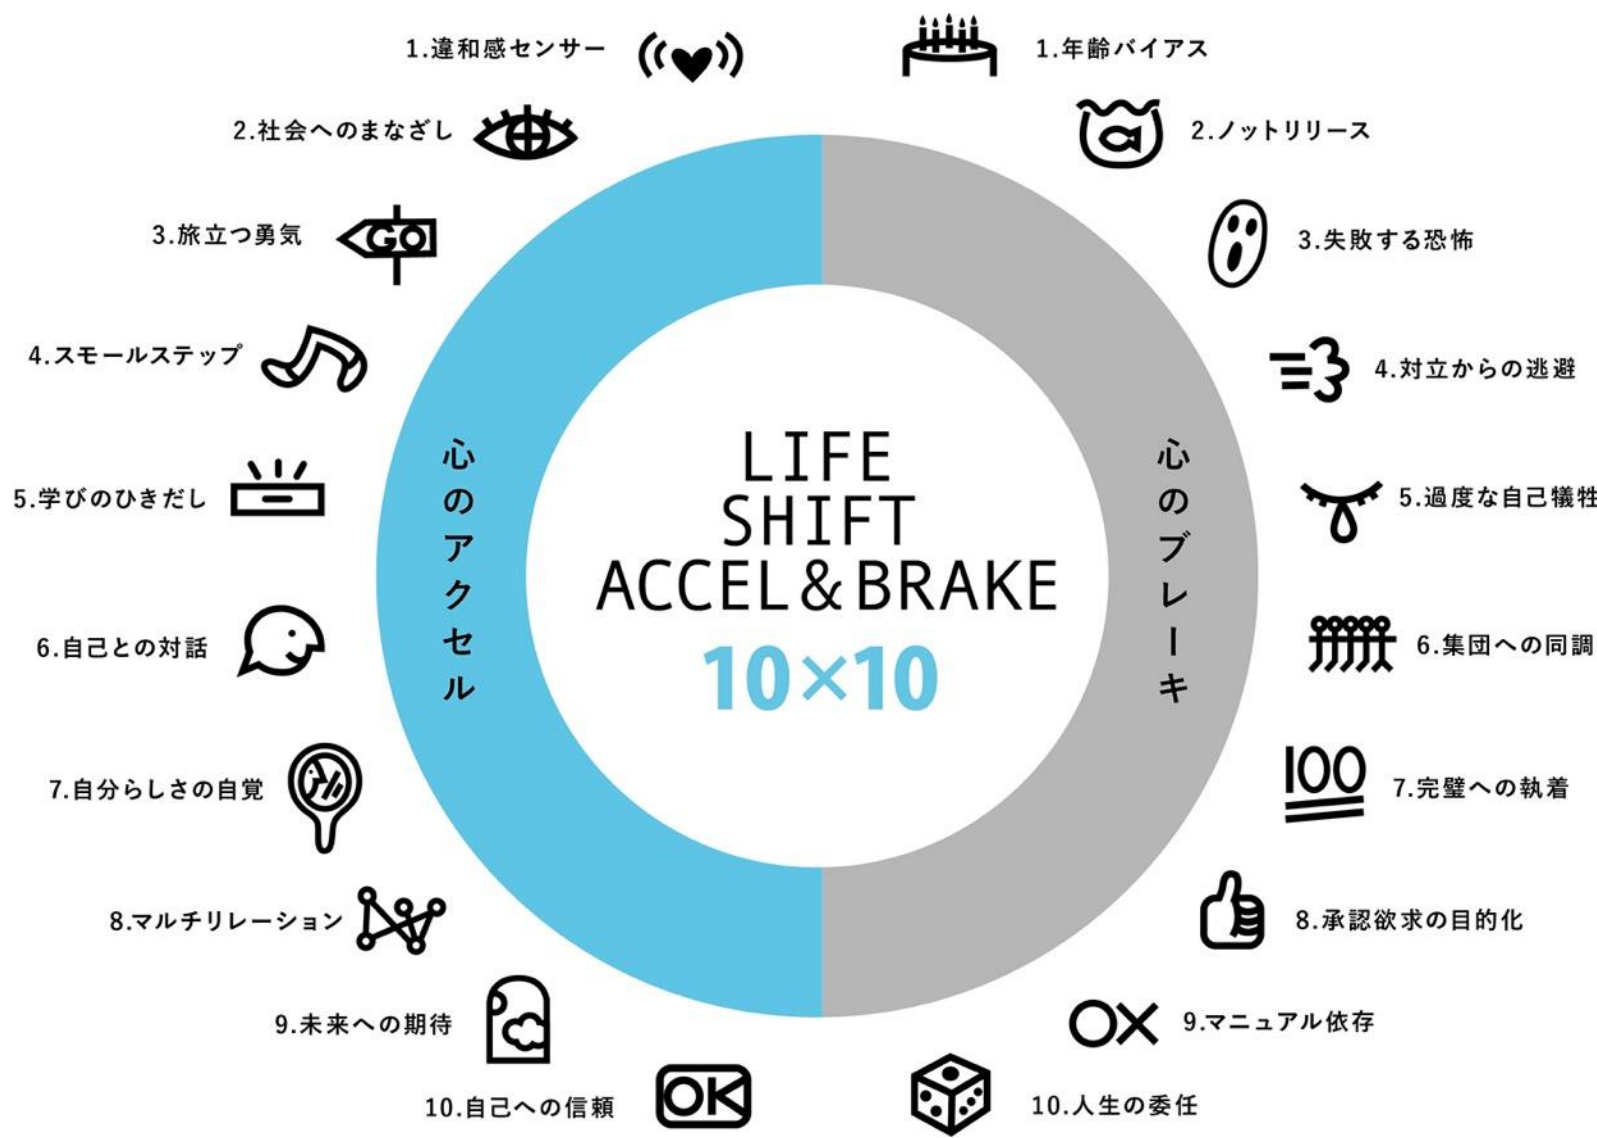 1.違和感センサー
2.社会へのまなざし
3.旅立つ勇気
GO
4.スモールステップ
5.学びのひきだし
6.自己との対話
7.自分らしさの自覚
8.マルチリレーション
9.未来への期待
10.自己への信頼
OK
心のアクセル
LIFE
SHIFT
ACCEL&BRAKE
10×10
心のブレーキ
1.年齢バイアス
2.ノットリリース
3.失敗する恐怖
4.対立からの逃避
5.過度な自己犠牲
6.集団への同調
100
7.完璧への執着
8.承認欲求の目的化
○×
9.マニュアル依存
10.人生の委任